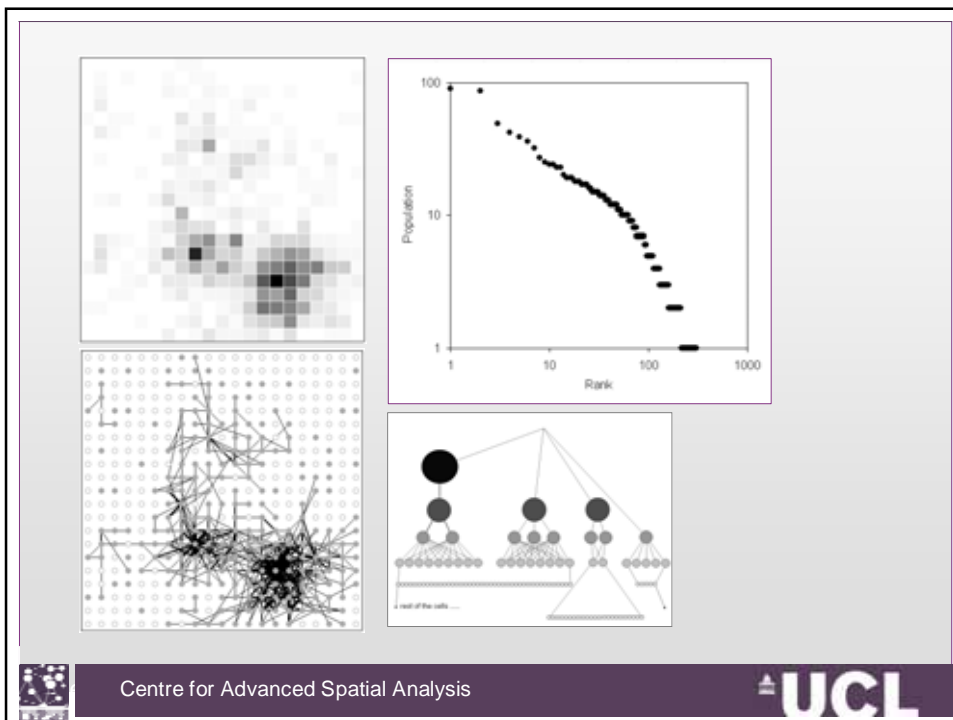 100
Population
10
1
1
10
100
1000
Rank
rest of the cells .....
Centre for Advanced Spatial Analysis
UCL